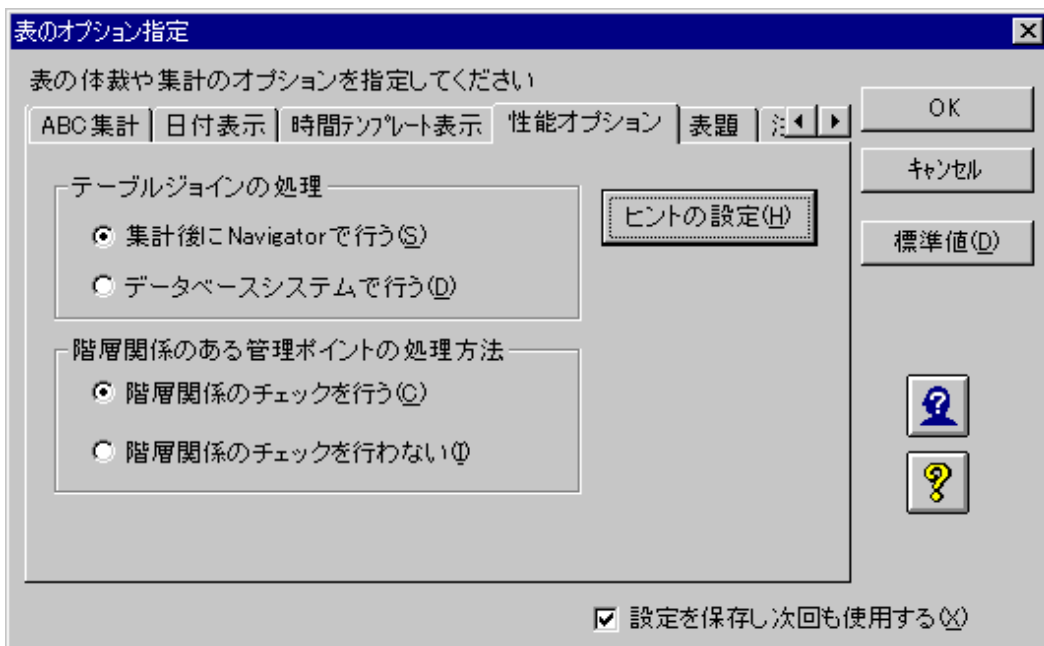 表のオプション指定
表の体裁や集計のオプションを指定してください
ABC集計 日付表示 時間テンプレート表示 性能オプション 表題
OK
キャンセル
標準値(D)
テーブルジョインの処理
集計後にNavigatorで行う(S)
データベースシステムで行う(D)
ヒントの設定(H)
階層関係のある管理ポイントの処理方法
階層関係のチェックを行う(C)
階層関係のチェックを行わない(I)
設定を保存し次回も使用する(X)